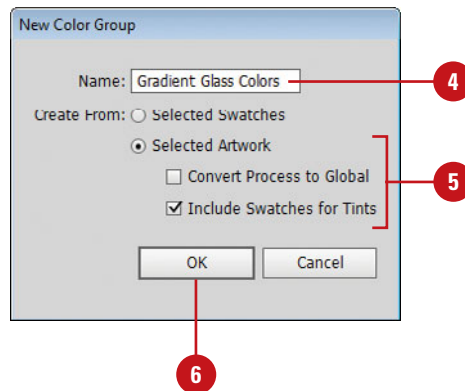 New Color Group
Name: Gradient Glass Colors
4
Create From: Selected Swatches
Selected Artwork
Convert Process to Global
5
Include Swatches for Tints
OK Cancel
6